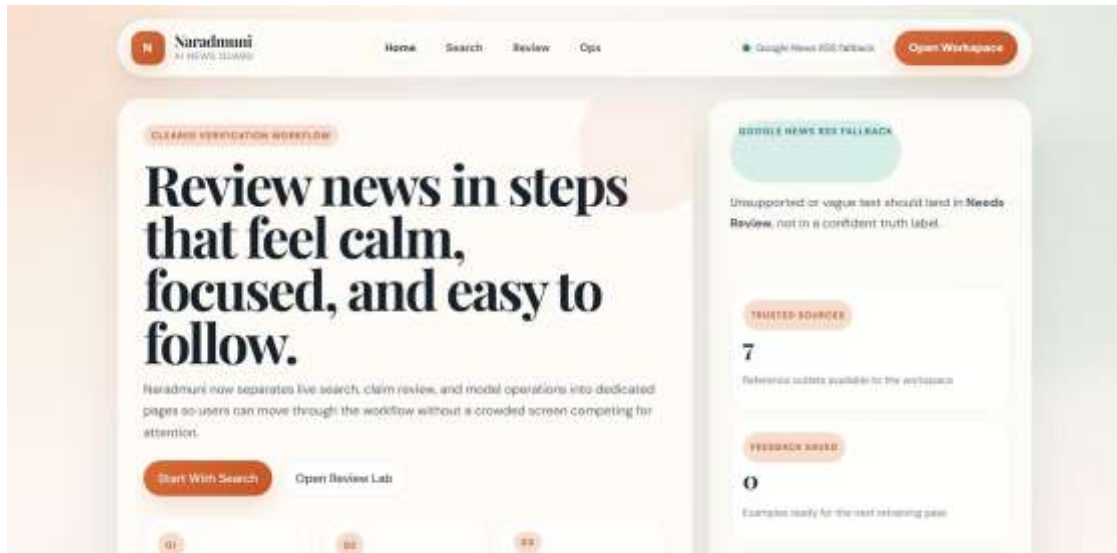 N
Naradmuni
AI NEWS GUARD
Home
Search
Review
Ops
Google News RSS fallback
Open Workspace
CLEARED VERIFICATION WORKFLOW
Review news in steps
that feel calm,
focused, and easy to
follow.
Naradmuni now separates live search, claim review, and model operations into dedicated
pages so users can move through the workflow without a crowded screen competing for
attention.
Start With Search
Open Review Lab
01
02
03
GOOGLE NEWS RSS FALLBACK
Unsupported or vague text should land in Needs
Review, not in a confident truth label.
TRUSTED SOURCES
7
Reference outlets available to the workspace
FEEDBACK SAVED
0
Examples ready for the next retraining pass